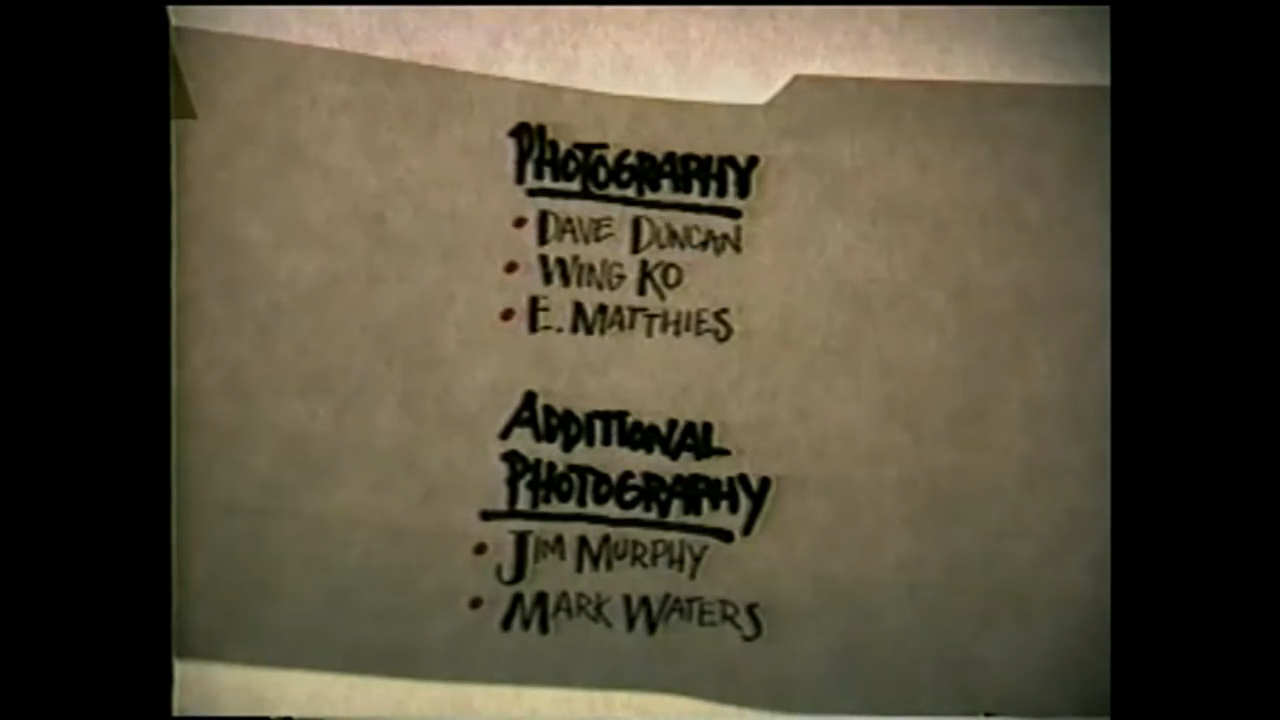 PHOTOGRAPHY
• DAVE DUNCAN
• WING KO
• E. MATTHIES
ADDITIONAL
PHOTOGRAPHY
• JIM MURPHY
• MARK WATERS